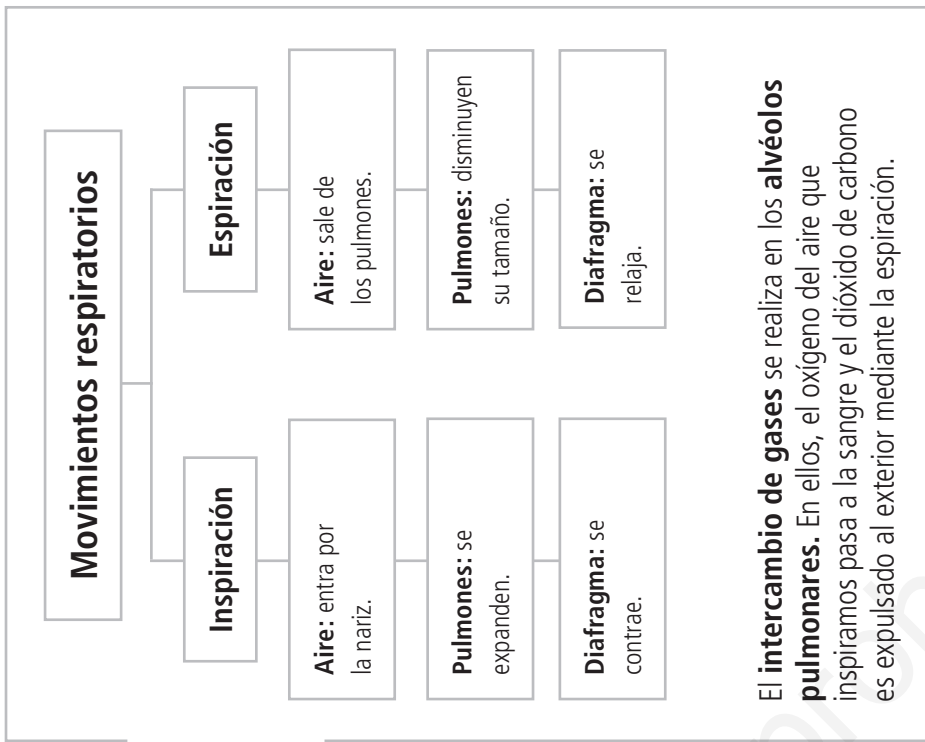 Movimientos respiratorios
Inspiración
Aire: entra por
la nariz.
Pulmones: se
expanden.
Diafragma: se
contrae.
Espiración
Aire: sale de
los pulmones.
Pulmones: disminuyen
su tamaño.
Diafragma: se
relaja.
El intercambio de gases se realiza en los alvéolos
pulmonares. En ellos, el oxígeno del aire que
inspiramos pasa a la sangre y el dióxido de carbono
es expulsado al exterior mediante la espiración.